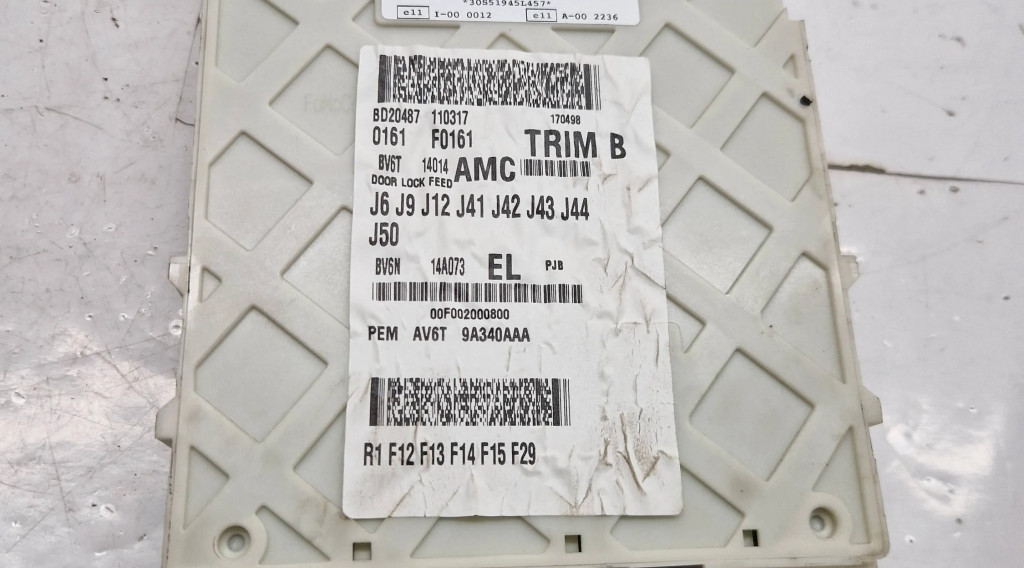 *30S51945L457*
e11 I-00 0012 e11 A-00 2236
BD20487 110317 170498
0161 F0161 TRIM B
BV6T 14014 AMC
DOOR LOCK FEED
J6 J9 J12 J41 J42 J43 J44
J50
BV6N 14A073 EL PJB
00F002000800
PEM AV6T 9A340AAA
R1 F12 F13 F14 F15 F29